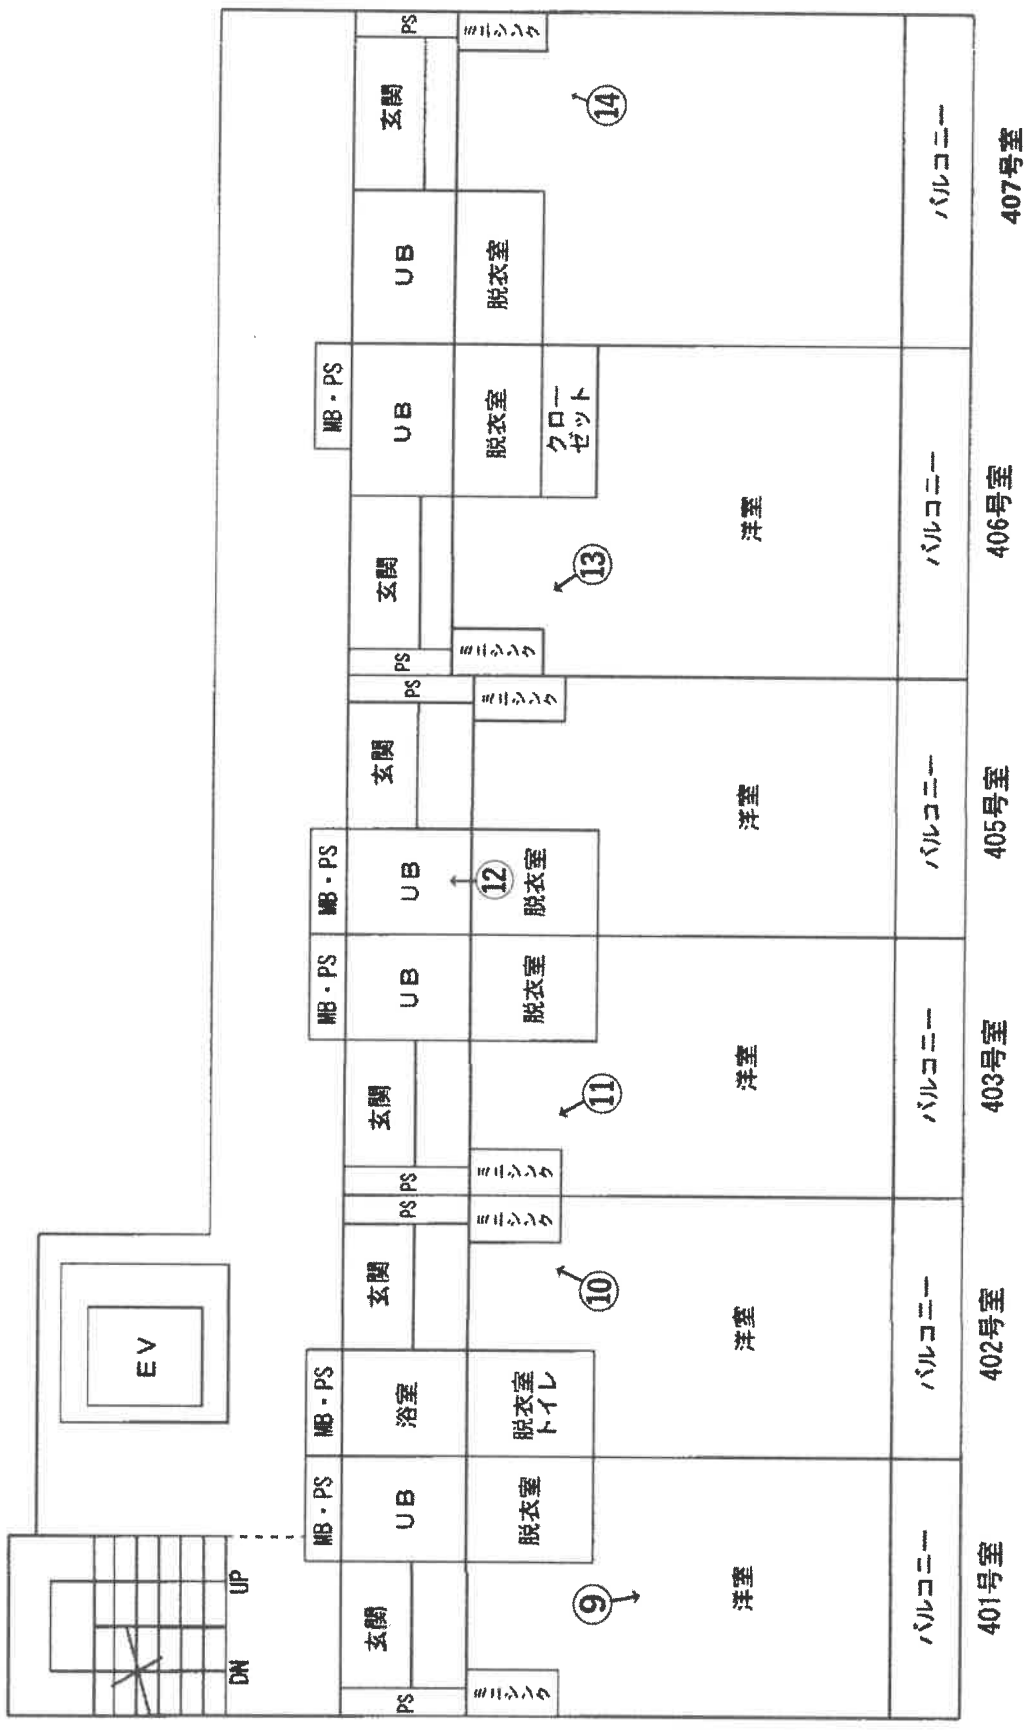 EV
DN
UP
PS
玄関
MB・PS
UB
脱衣室
ミニシンク
⑨
洋室
バルコニー
401号室
MB・PS
浴室
脱衣室
トイレ
玄関
PS
ミニシンク
⑩
洋室
バルコニー
402号室
PS
玄関
MB・PS
UB
脱衣室
ミニシンク
⑪
洋室
バルコニー
403号室
MB・PS
UB
⑫
脱衣室
玄関
PS
ミニシンク
洋室
バルコニー
405号室
PS
玄関
MB・PS
UB
脱衣室
クロー
ゼット
ミニシンク
⑬
洋室
バルコニー
406号室
UB
脱衣室
玄関
PS
ミニシンク
⑭
バルコニー
407号室